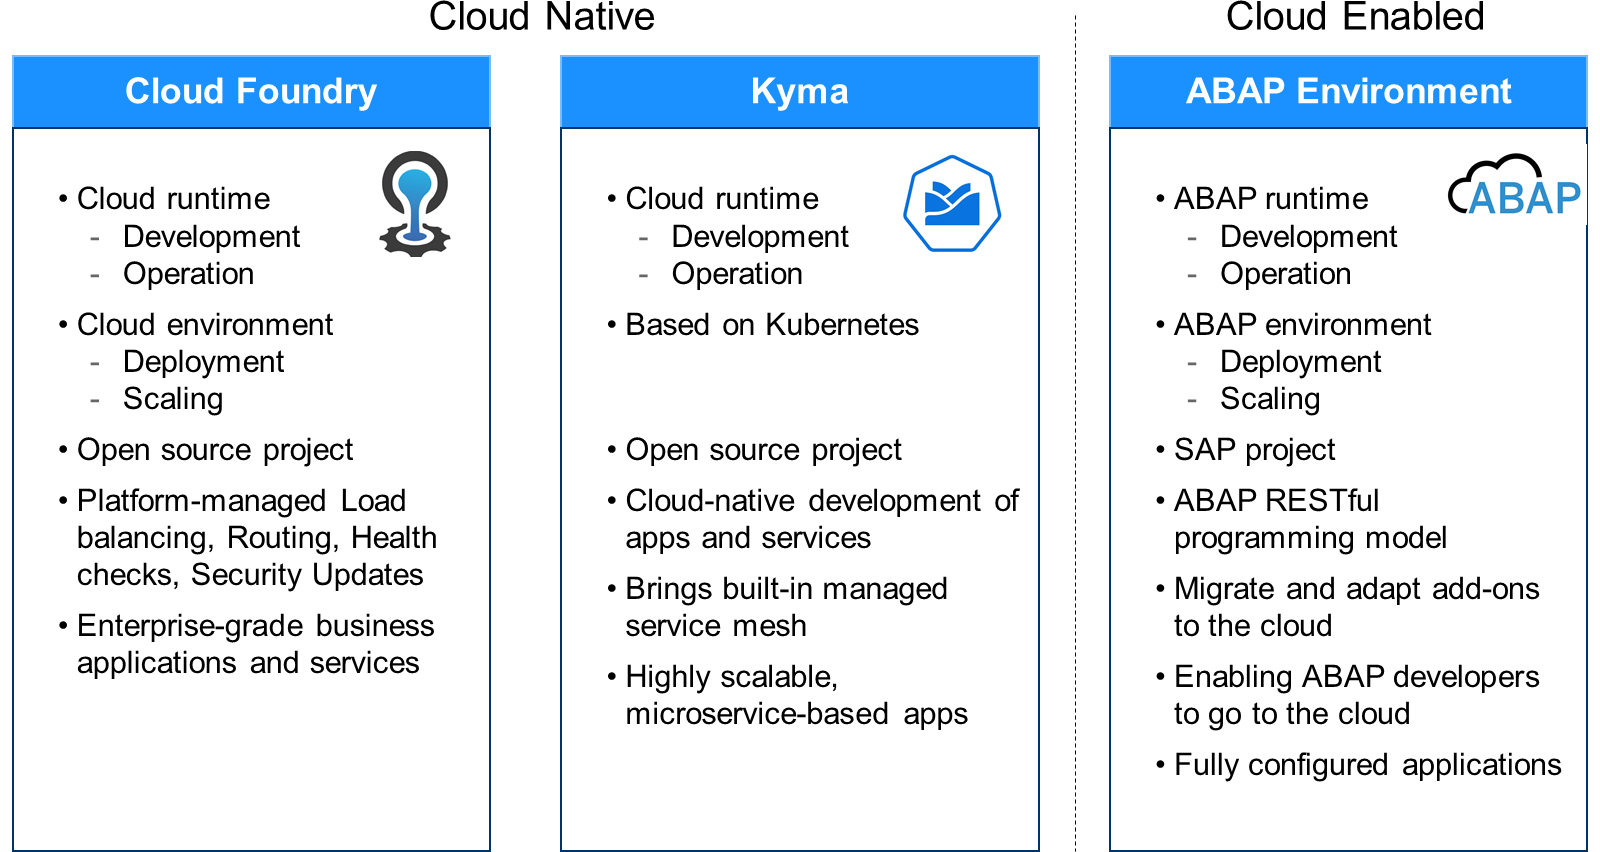 Cloud Native
Cloud Enabled
Cloud Foundry
• Cloud runtime
- Development
- Operation
• Cloud environment
- Deployment
- Scaling
• Open source project
• Platform-managed Load
balancing, Routing, Health
checks, Security Updates
• Enterprise-grade business
applications and services
Kyma
• Cloud runtime
- Development
- Operation
• Based on Kubernetes
• Open source project
• Cloud-native development of
apps and services
• Brings built-in managed
service mesh
• Highly scalable,
microservice-based apps
ABAP Environment
ABAP
• ABAP runtime
- Development
- Operation
• ABAP environment
- Deployment
- Scaling
• SAP project
• ABAP RESTful
programming model
• Migrate and adapt add-ons
to the cloud
• Enabling ABAP developers
to go to the cloud
• Fully configured applications